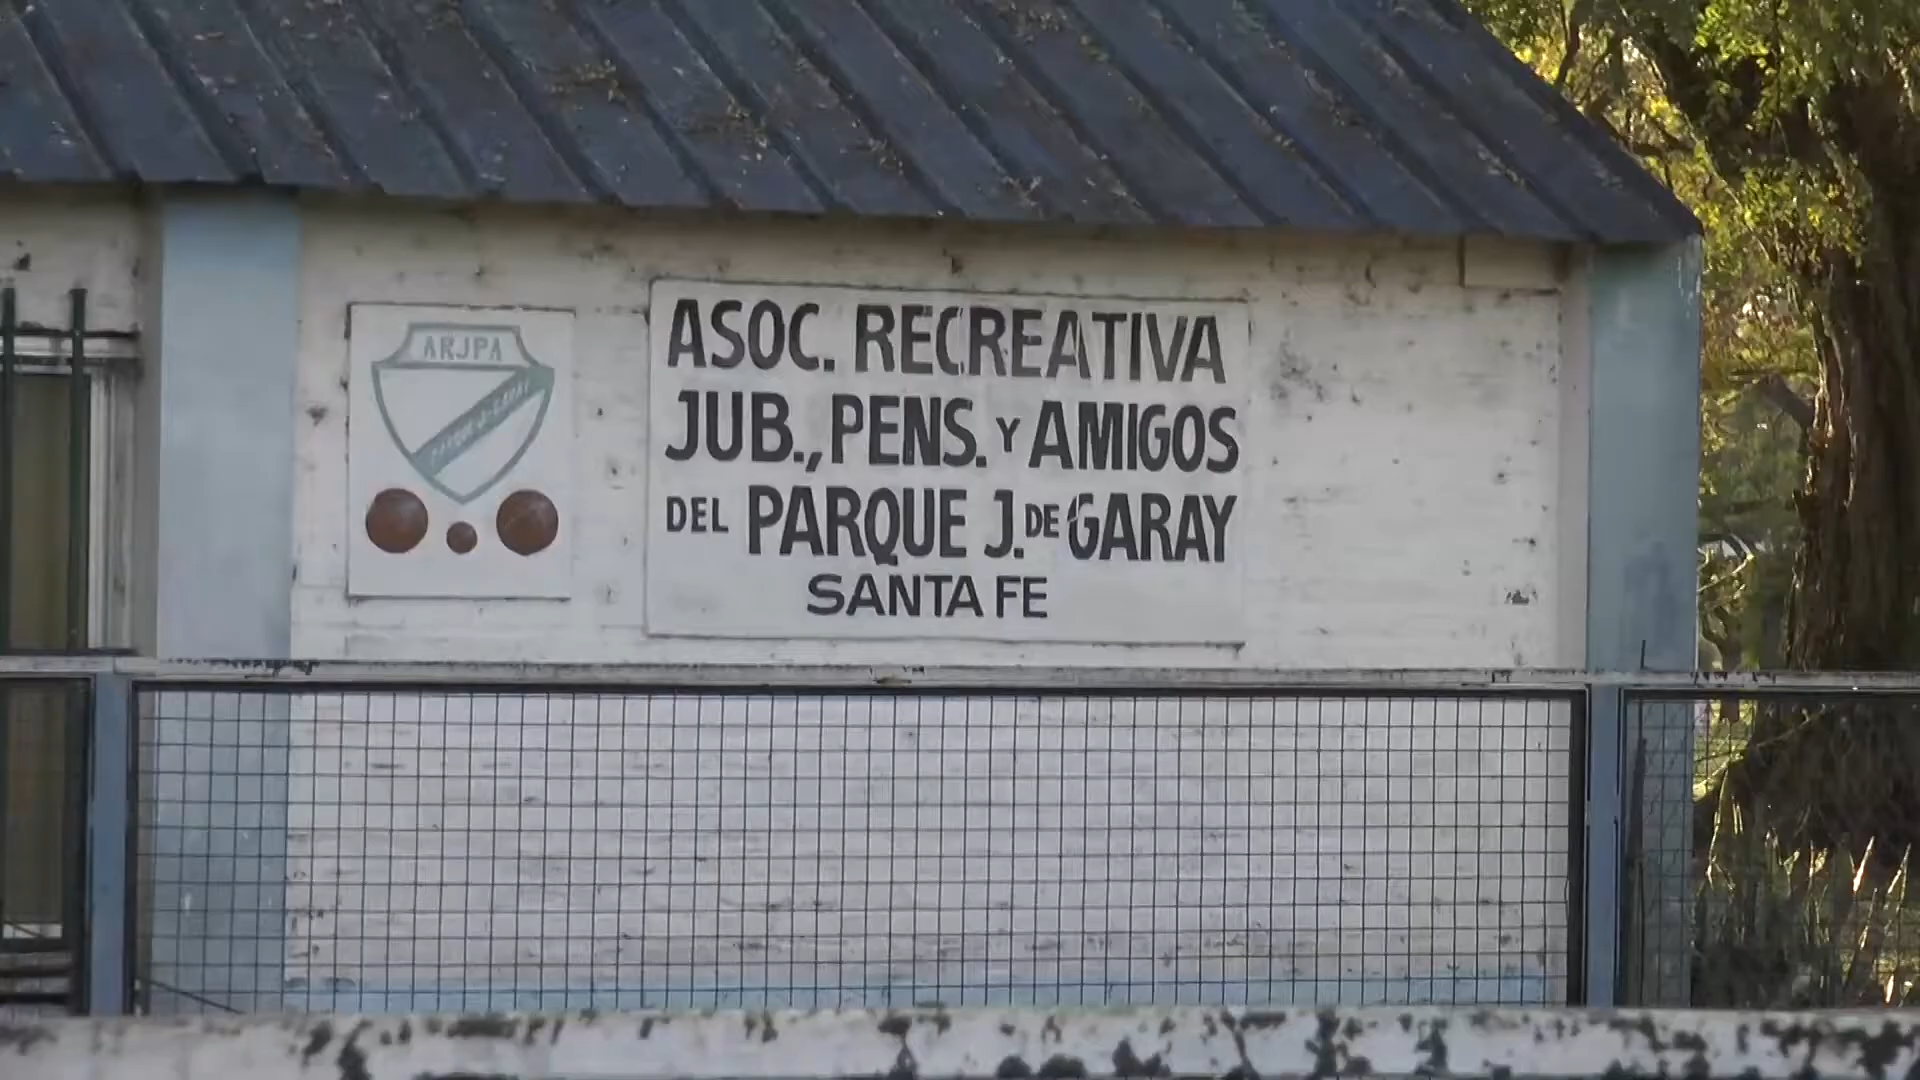 ARJPA
PARQUE J. GARAY
ASOC. RECREATIVA
JUB., PENS. Y AMIGOS
DEL PARQUE J. DE GARAY
SANTA FE